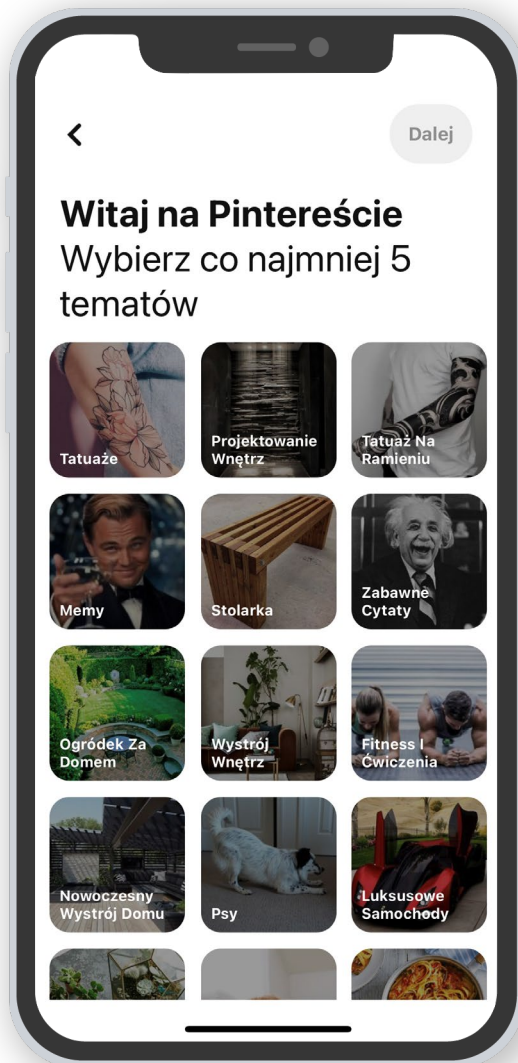 Dalej
Witaj na Pintereście
Wybierz co najmniej 5
tematów
Tatuaże
Projektowanie
Wnętrz
Tatuaż Na
Ramieniu
Memy
Stolarka
Zabawne
Cytaty
Ogródek Za
Domem
Wystrój
Wnętrz
Fitness I
Ćwiczenia
Nowoczesny
Wystrój Domu
Psy
Luksusowe
Samochody